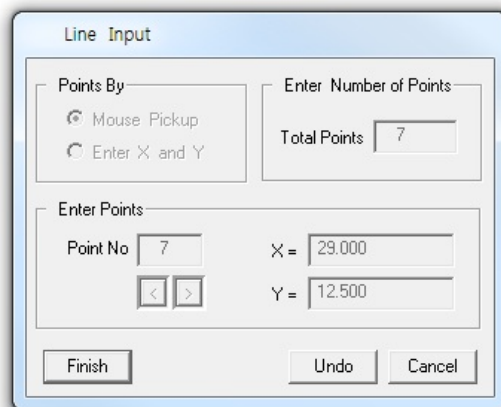 Line Input
Points By
Mouse Pickup
Enter X and Y
Enter Number of Points
Total Points 7
Enter Points
Point No 7
X = 29.000
< >
Y = 12.500
Finish Undo Cancel